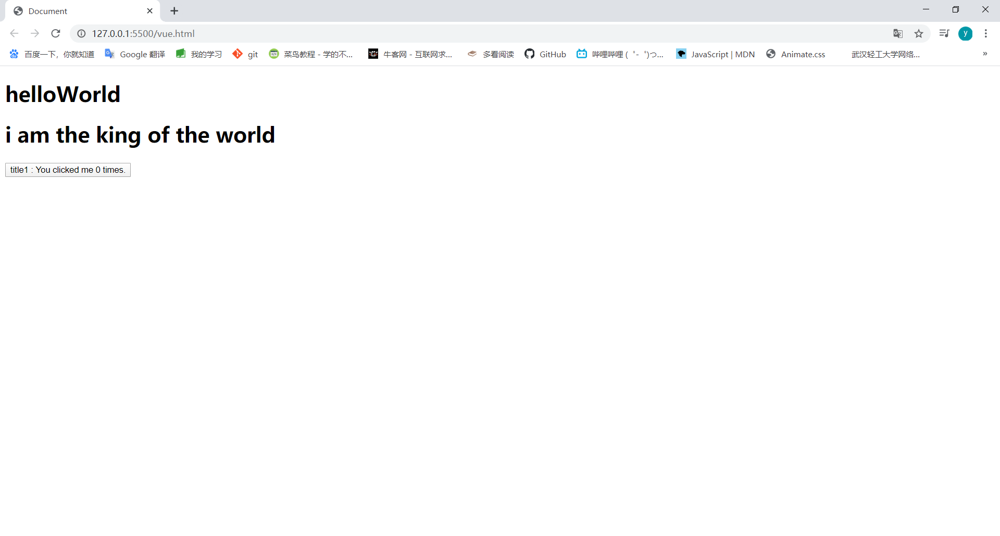 Document
127.0.0.1:5500/vue.html
y
百度一下，你就知道 Google 翻译 我的学习 git 菜鸟教程 - 学的不... 牛客网 - 互联网求... 多看阅读 GitHub 哔哩哔哩 ( ゜- ゜)つ... JavaScript | MDN Animate.css 武汉轻工大学网络... »
helloWorld
i am the king of the world
title1 : You clicked me 0 times.